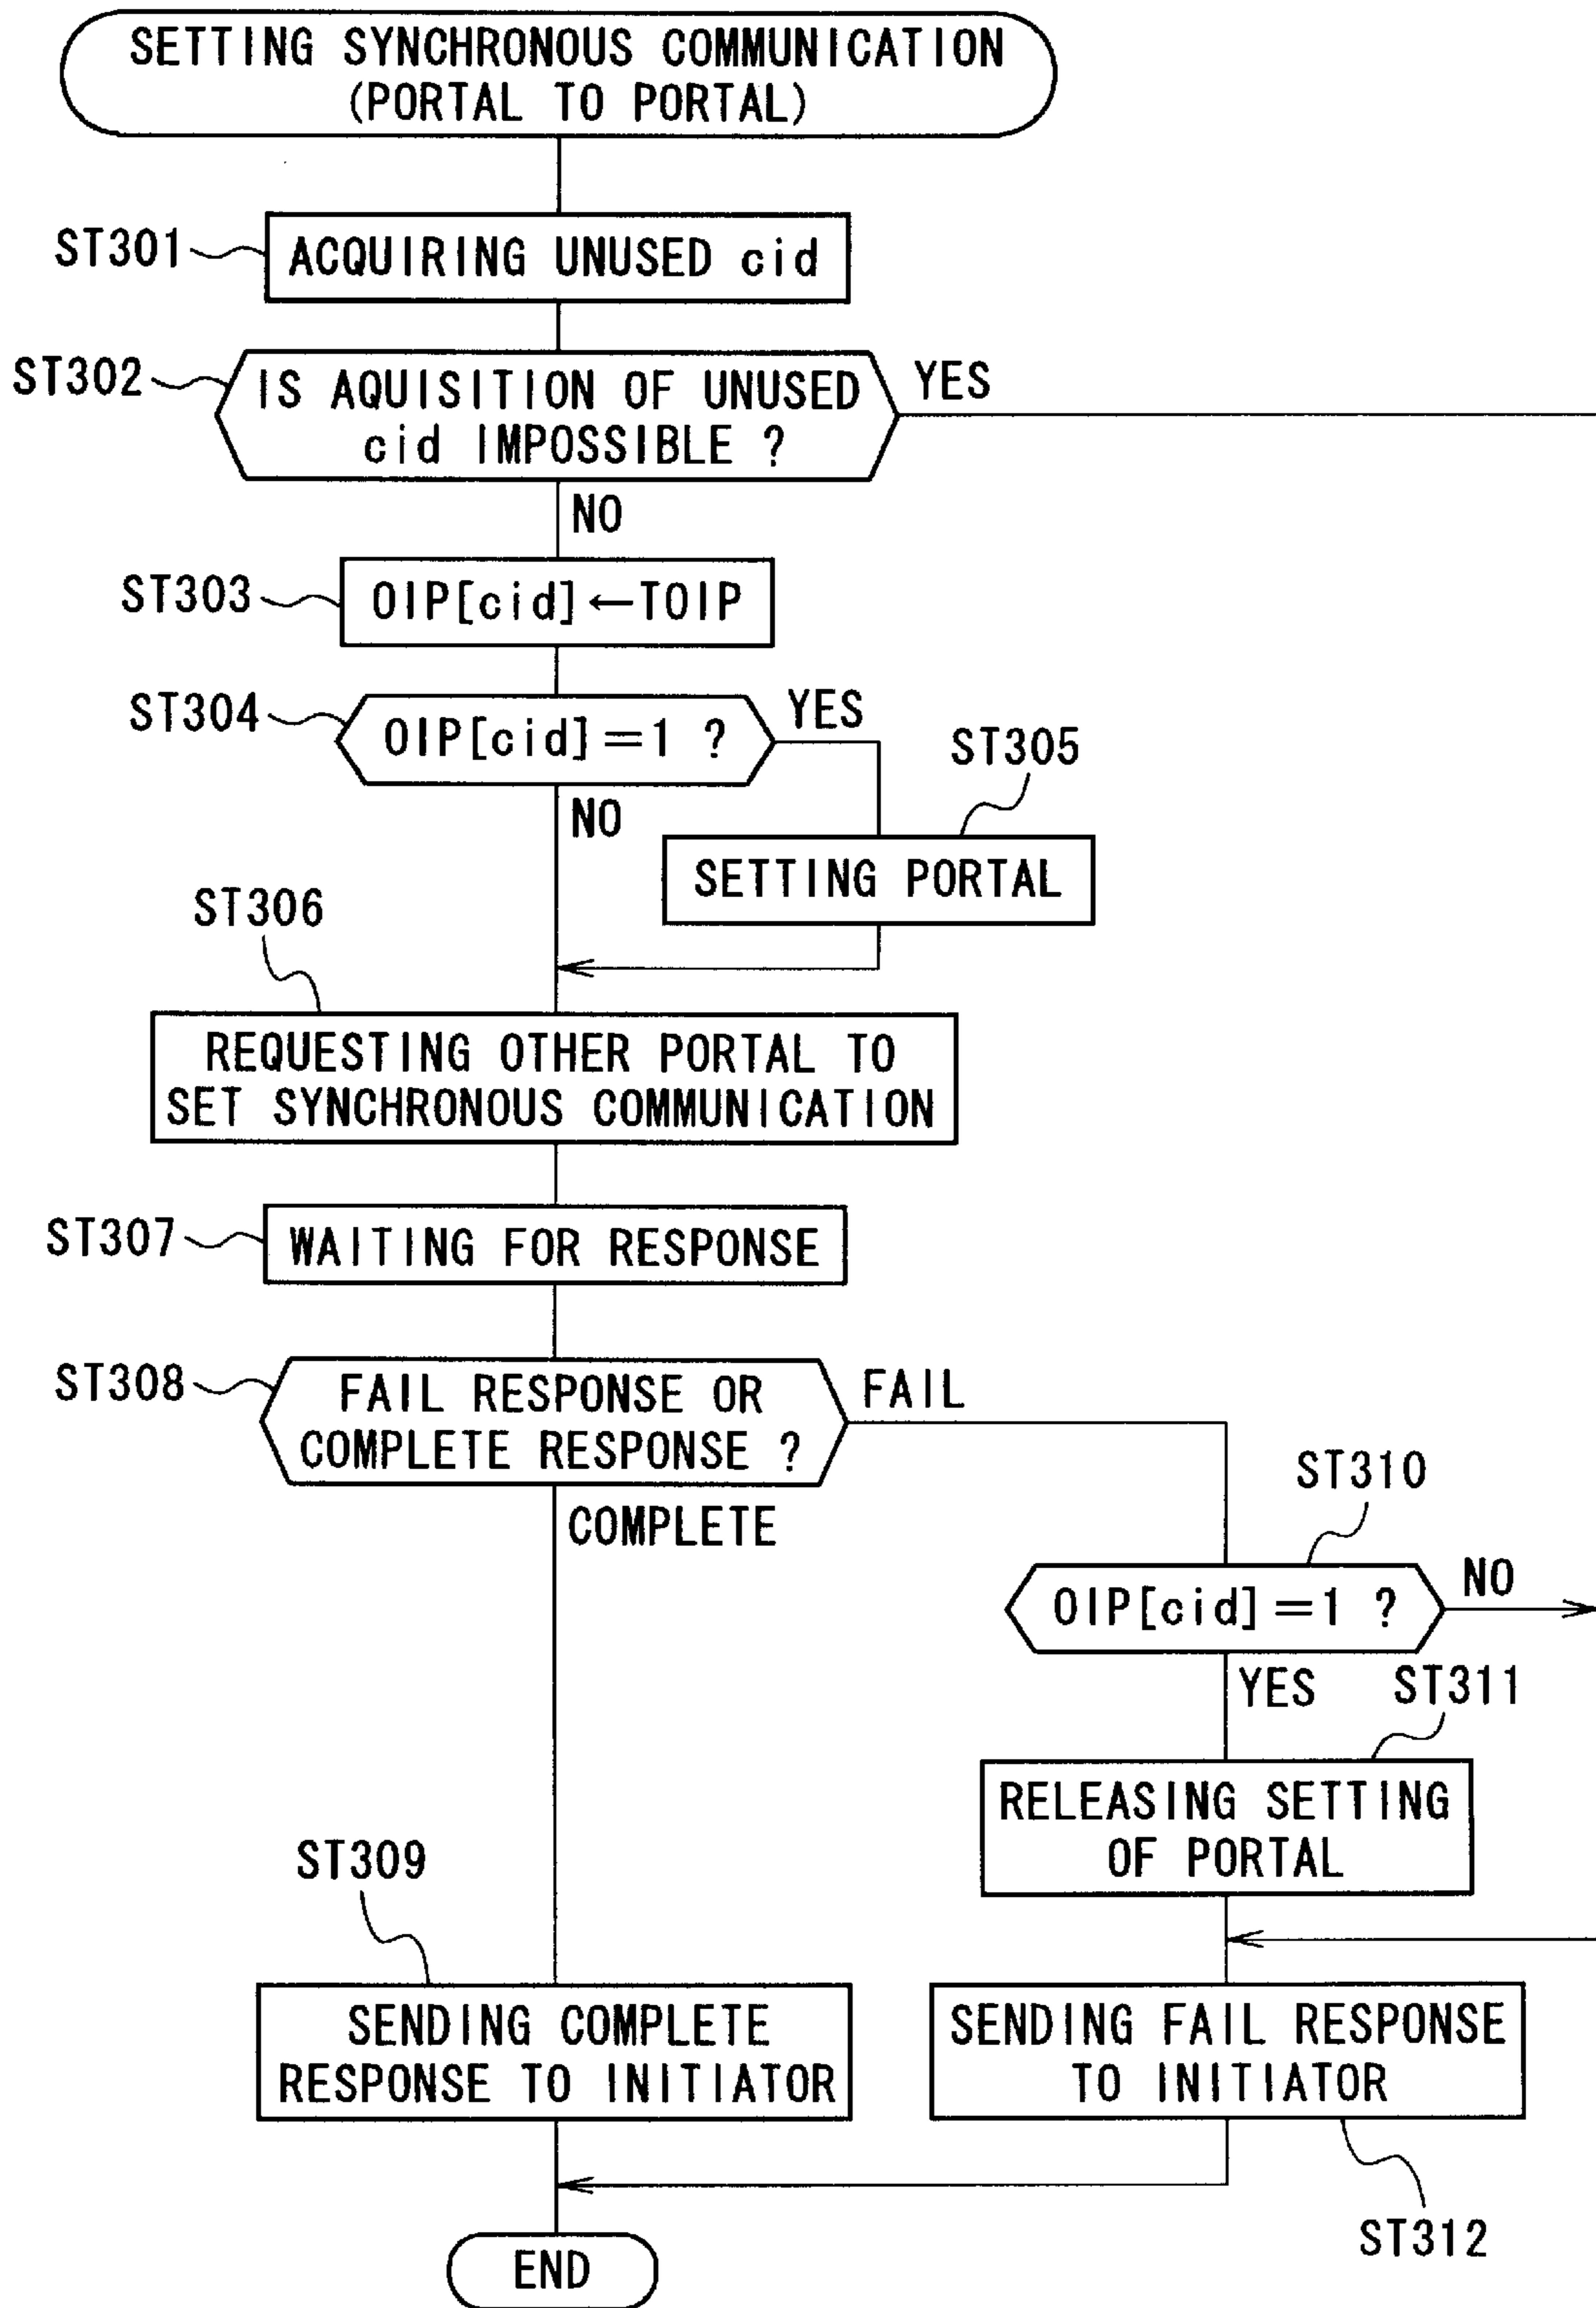 SETTING SYNCHRONOUS COMMUNICATION
(PORTAL TO PORTAL)
ST301
ACQUIRING UNUSED cid
ST302
IS AQUISITION OF UNUSED
cid IMPOSSIBLE ?
YES
NO
ST303
OIP[cid]←TOIP
ST304
OIP[cid]=1 ?
YES
ST305
NO
SETTING PORTAL
ST306
REQUESTING OTHER PORTAL TO
SET SYNCHRONOUS COMMUNICATION
ST307
WAITING FOR RESPONSE
ST308
FAIL RESPONSE OR
COMPLETE RESPONSE ?
FAIL
COMPLETE
ST310
OIP[cid]=1 ?
NO
YES
ST311
RELEASING SETTING
OF PORTAL
ST309
SENDING COMPLETE
RESPONSE TO INITIATOR
SENDING FAIL RESPONSE
TO INITIATOR
ST312
END